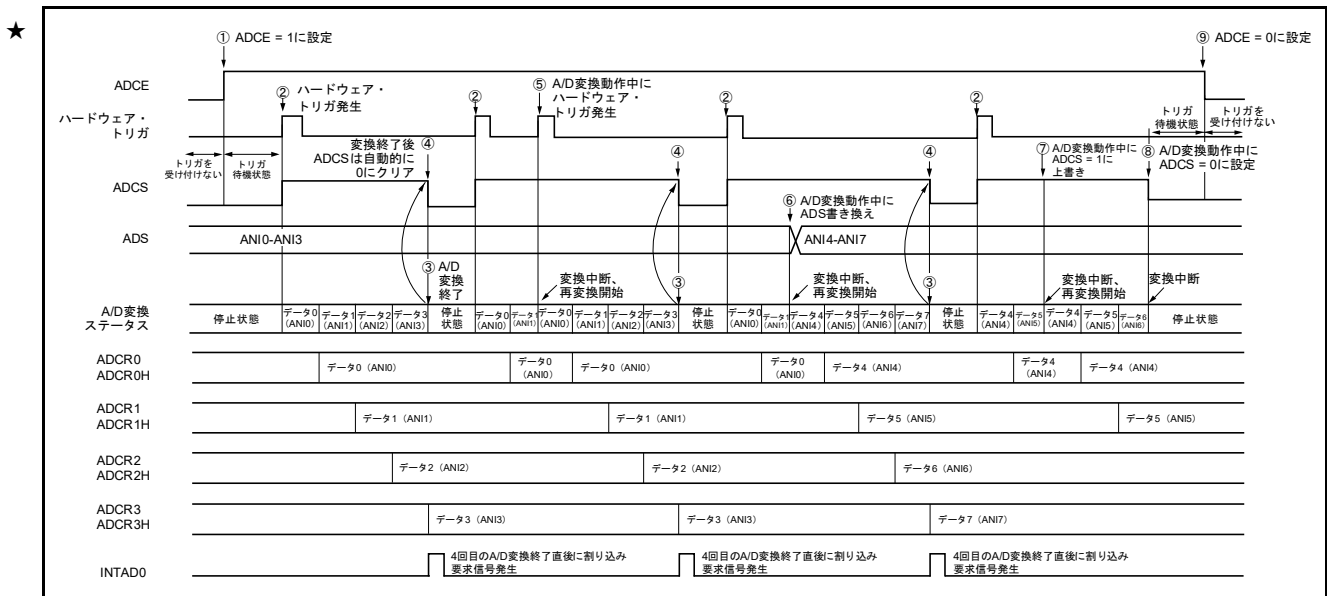 ★
① ADCE = 1に設定
⑨ ADCE = 0に設定
ADCE
② ハードウェア・
トリガ発生
②
⑤ A/D変換動作中に
ハードウェア・
トリガ発生
②
②
ハードウェア・
トリガ
トリガ
待機状態
トリガを
受け付けない
トリガを
受け付けない
トリガ
待機状態
変換終了後
ADCSは自動的に
0にクリア
④
④
④
⑦ A/D変換動作中に
ADCS = 1に
上書き
⑧ A/D変換動作中に
ADCS = 0に設定
ADCS
⑥ A/D変換動作中に
ADS書き換え
ADS
ANI0-ANI3
ANI4-ANI7
③ A/D
変換
終了
変換中断、
再変換開始
③
変換中断、
再変換開始
③
変換中断、
再変換開始
変換中断
A/D変換
ステータス
停止状態
データ0
(ANI0)
データ1
(ANI1)
データ2
(ANI2)
データ3
(ANI3)
停止
状態
データ0
(ANI0)
データ1
(ANI1)
データ0
(ANI0)
データ1
(ANI1)
データ2
(ANI2)
データ3
(ANI3)
停止
状態
データ0
(ANI0)
データ1
(ANI1)
データ4
(ANI4)
データ5
(ANI5)
データ6
(ANI6)
データ7
(ANI7)
停止
状態
データ4
(ANI4)
データ5
(ANI5)
データ4
(ANI4)
データ5
(ANI5)
データ6
(ANI6)
停止状態
ADCR0
ADCR0H
データ0 (ANI0)
データ0
(ANI0)
データ0 (ANI0)
データ0
(ANI0)
データ4 (ANI4)
データ4
(ANI4)
データ4 (ANI4)
ADCR1
ADCR1H
データ1 (ANI1)
データ1 (ANI1)
データ5 (ANI5)
データ5 (ANI5)
ADCR2
ADCR2H
データ2 (ANI2)
データ2 (ANI2)
データ6 (ANI6)
ADCR3
ADCR3H
データ3 (ANI3)
データ3 (ANI3)
データ7 (ANI7)
INTAD0
4回目のA/D変換終了直後に割り込み
要求信号発生
4回目のA/D変換終了直後に割り込み
要求信号発生
4回目のA/D変換終了直後に割り込み
要求信号発生